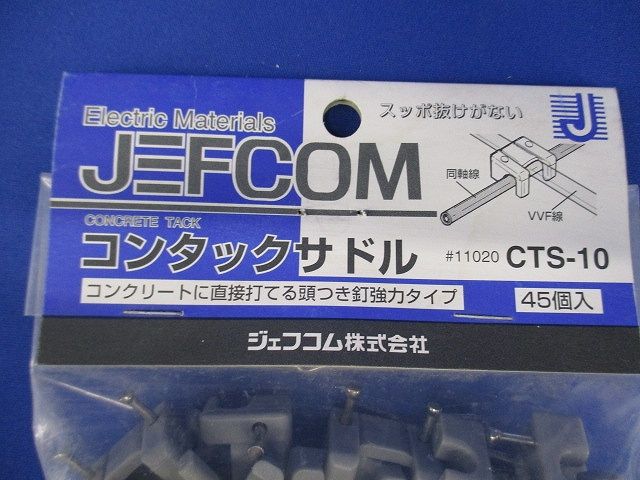 Electric Materials
スッポ抜けがない
J
JEFCOM
同軸線
VVF線
CONCRETE TACK
コンタックサドル
#11020 CTS-10
コンクリートに直接打てる頭つき釘強力タイプ
45個入
ジェフコム株式会社